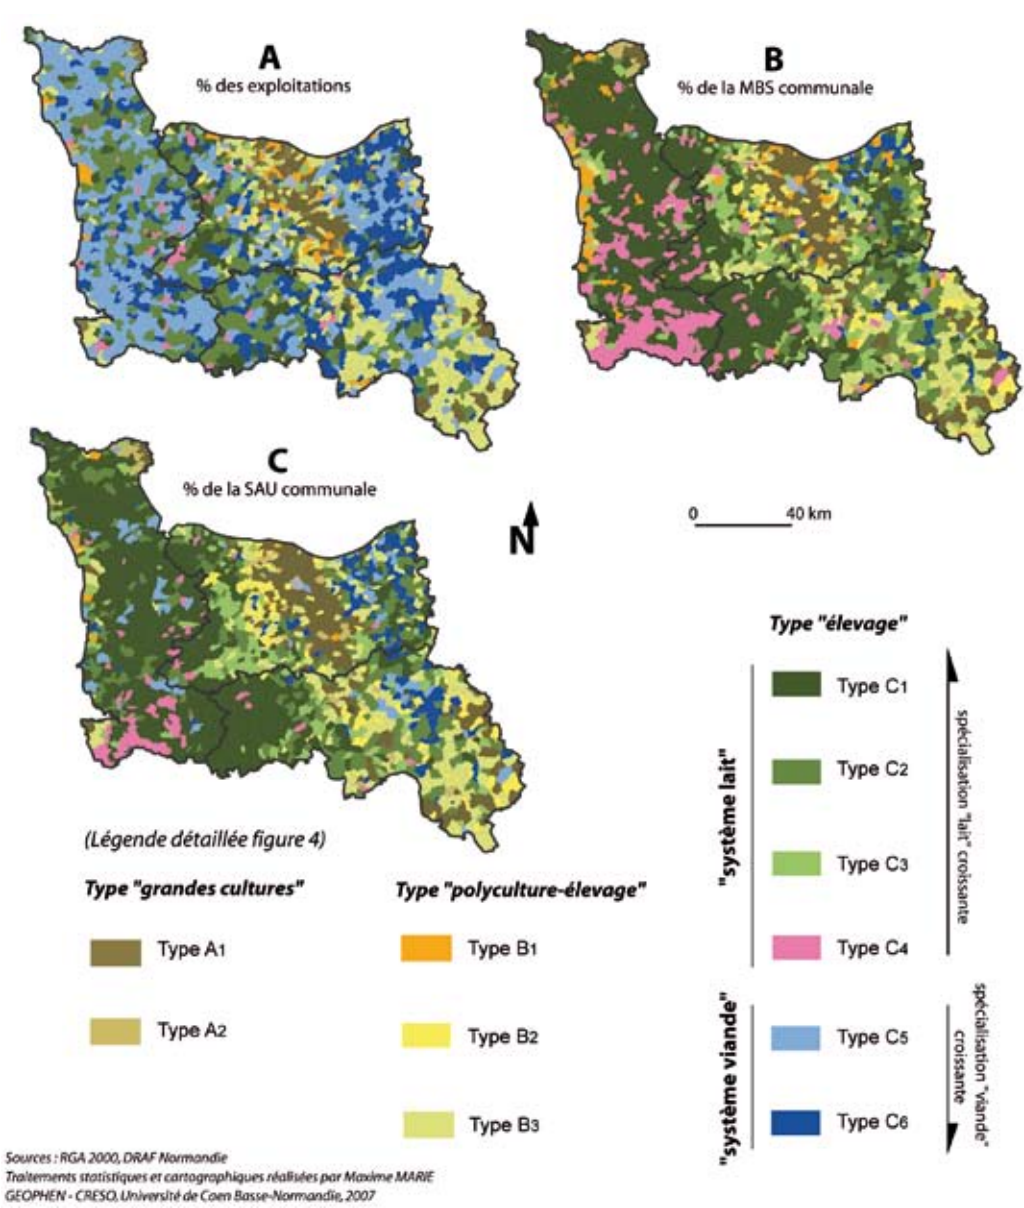 A
% des exploitations
B
% de la MBS communale
C
% de la SAU communale
N
0 40 km
(Légende détaillée figure 4)
Type "grandes cultures"
Type A1
Type A2
Type "polyculture-élevage"
Type B1
Type B2
Type B3
Type "élevage"
"système lait"
Type C1
Type C2
Type C3
Type C4
spécialisation "lait" croissante
"système viande"
Type C5
Type C6
spécialisation "viande"
croissante
Sources : RGA 2000, DRAF Normandie
Traitements statistiques et cartographiques réalisées par Maxime MARIE
GEOPHEN - CRESO, Université de Caen Basse-Normandie, 2007